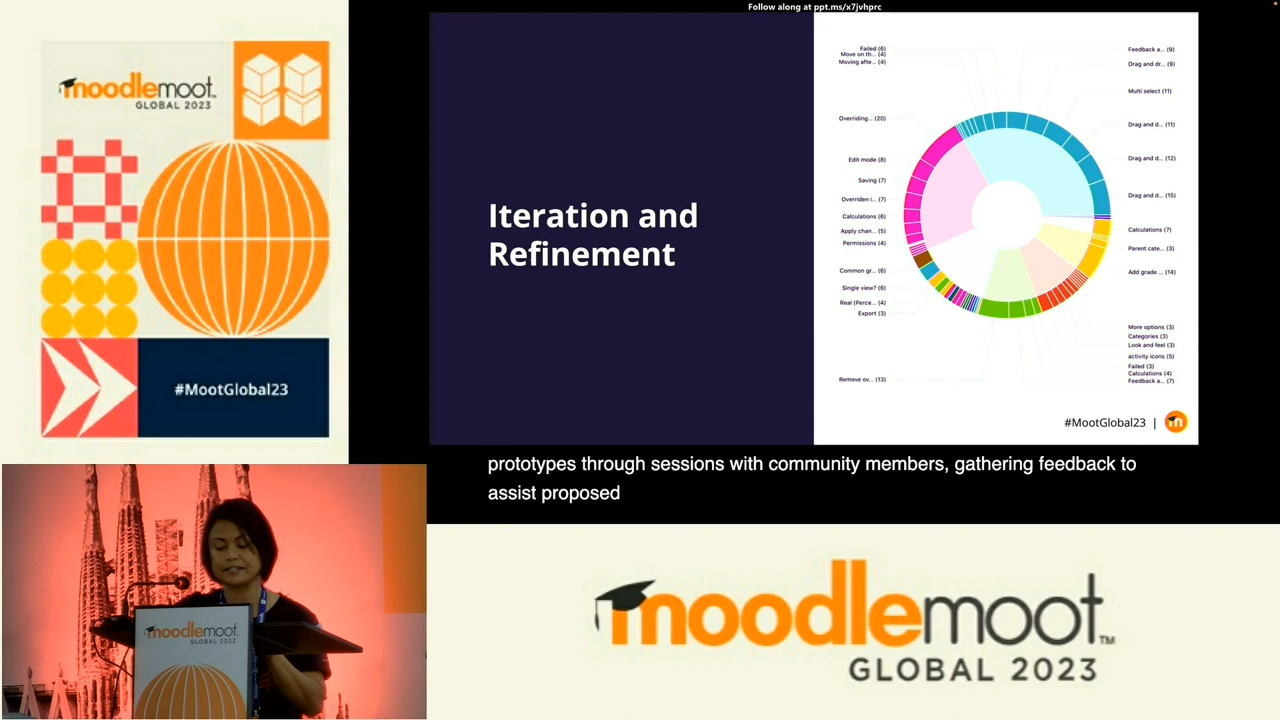 Follow along at ppt.ms/x7jvhprc
moodlemoot™
GLOBAL 2023
#MootGlobal23
Iteration and
Refinement
Failed (6)
Move on th... (4)
Moving afte... (4)
Overriding... (20)
Edit mode (8)
Saving (7)
Overriden i... (7)
Calculations (6)
Apply chan... (5)
Permissions (4)
Common gr... (6)
Single view? (6)
Real (Perce... (4)
Export (3)
Remove ov... (13)
Feedback a... (9)
Drag and dr... (9)
Multi select (11)
Drag and d... (11)
Drag and d... (12)
Drag and d... (15)
Calculations (7)
Parent cate... (3)
Add grade ... (14)
More options (3)
Categories (3)
Look and feel (3)
activity icons (5)
Failed (3)
Calculations (4)
Feedback a... (7)
#MootGlobal23 | m
prototypes through sessions with community members, gathering feedback to
assist proposed
moodlemoot
GLOBAL 2023
moodlemoot™
GLOBAL 2023